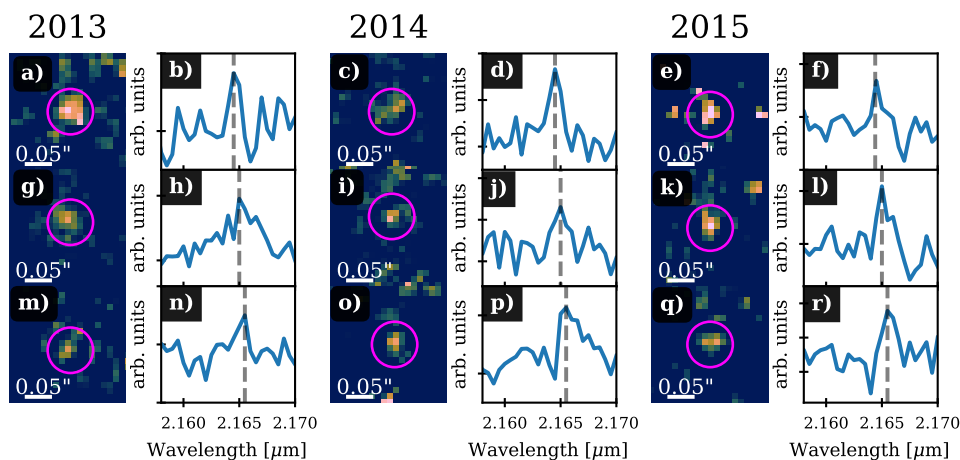 2013 2014 2015
a) b) c) d) e) f)
arb. units arb. units arb. units
0.05" 0.05" 0.05"
g) h) i) j) k) l)
arb. units arb. units arb. units
0.05" 0.05" 0.05"
m) n) o) p) q) r)
arb. units arb. units arb. units
0.05" 0.05" 0.05"
2.160 2.165 2.170 2.160 2.165 2.170 2.160 2.165 2.170
Wavelength [μm] Wavelength [μm] Wavelength [μm]